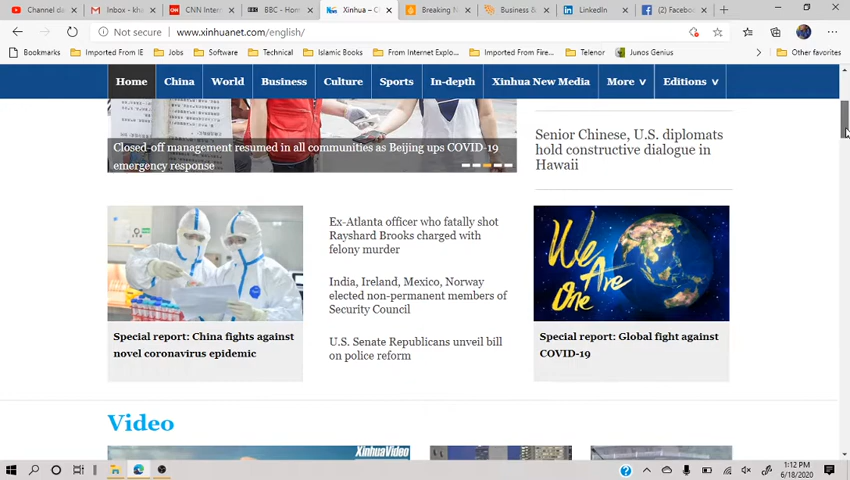 Channel da
Inbox - kha
CNN Intern
BBC - Hom
Xinhua – C
Breaking N
Business &
LinkedIn
(2) Facebo
Not secure
www.xinhuanet.com/english/
Bookmarks
Imported From IE
Jobs
Software
Technical
Islamic Books
From Internet Explo...
Imported From Fire...
Telenor
Junos Genius
Other favorites
Home
China
World
Business
Culture
Sports
In-depth
Xinhua New Media
More
Editions
Closed-off management resumed in all communities as Beijing ups COVID-19
emergency response
Senior Chinese, U.S. diplomats
hold constructive dialogue in
Hawaii
Special report: China fights against
novel coronavirus epidemic
Ex-Atlanta officer who fatally shot
Rayshard Brooks charged with
felony murder
India, Ireland, Mexico, Norway
elected non-permanent members of
Security Council
U.S. Senate Republicans unveil bill
on police reform
We
Are
One
Special report: Global fight against
COVID-19
Video
XinhuaVideo
1:12 PM
6/18/2020